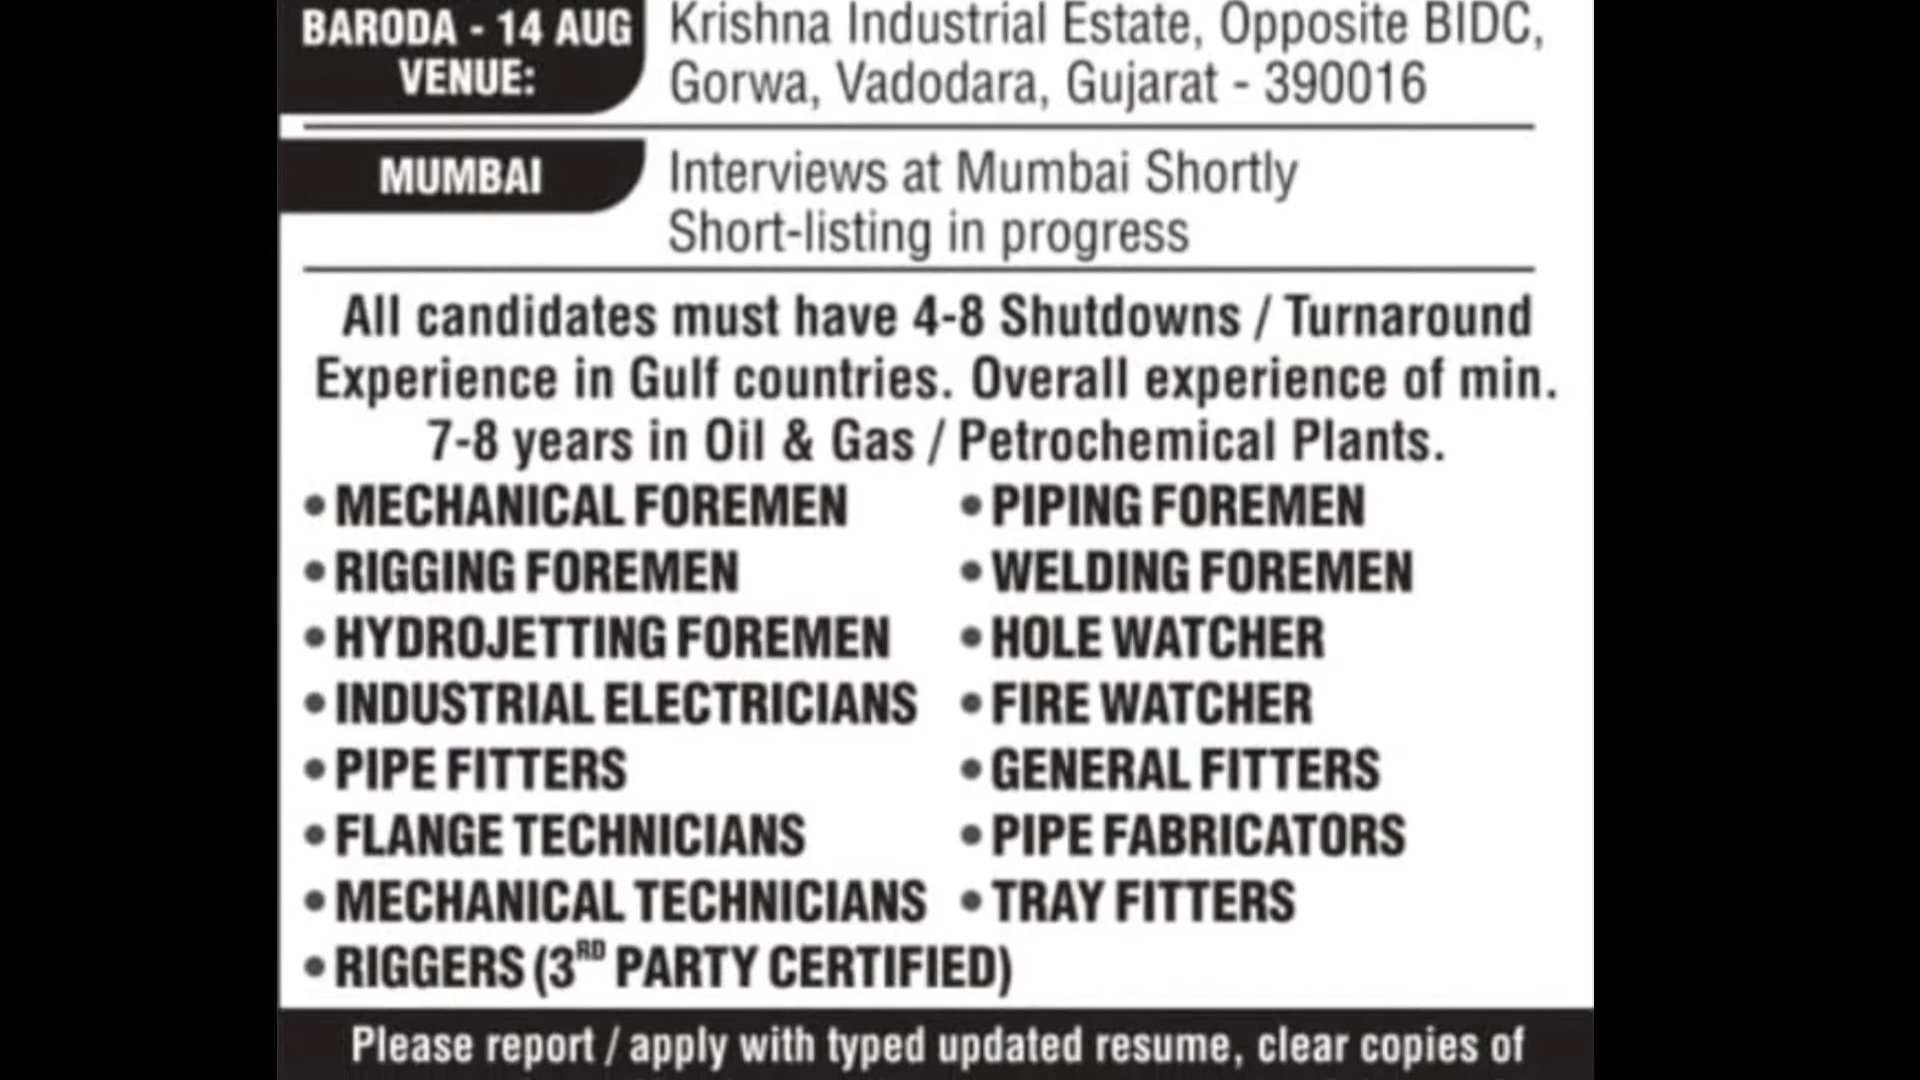 BARODA - 14 AUG
VENUE:
Krishna Industrial Estate, Opposite BIDC,
Gorwa, Vadodara, Gujarat - 390016
MUMBAI
Interviews at Mumbai Shortly
Short-listing in progress
All candidates must have 4-8 Shutdowns / Turnaround
Experience in Gulf countries. Overall experience of min.
7-8 years in Oil & Gas / Petrochemical Plants.
• MECHANICAL FOREMEN • PIPING FOREMEN
• RIGGING FOREMEN • WELDING FOREMEN
• HYDROJETTING FOREMEN • HOLE WATCHER
• INDUSTRIAL ELECTRICIANS • FIRE WATCHER
• PIPE FITTERS • GENERAL FITTERS
• FLANGE TECHNICIANS • PIPE FABRICATORS
• MECHANICAL TECHNICIANS • TRAY FITTERS
• RIGGERS (3RD PARTY CERTIFIED)
Please report / apply with typed updated resume, clear copies of